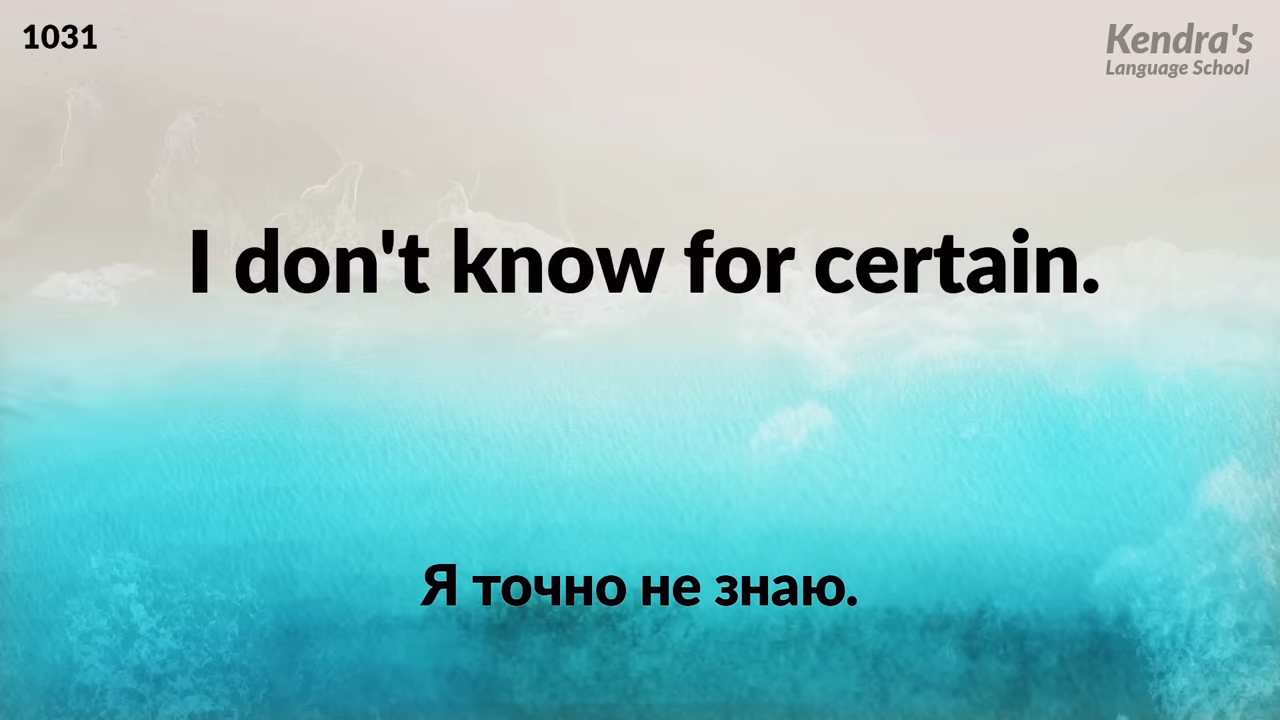 1031
Kendra's
Language School
I don't know for certain.
Я точно не знаю.